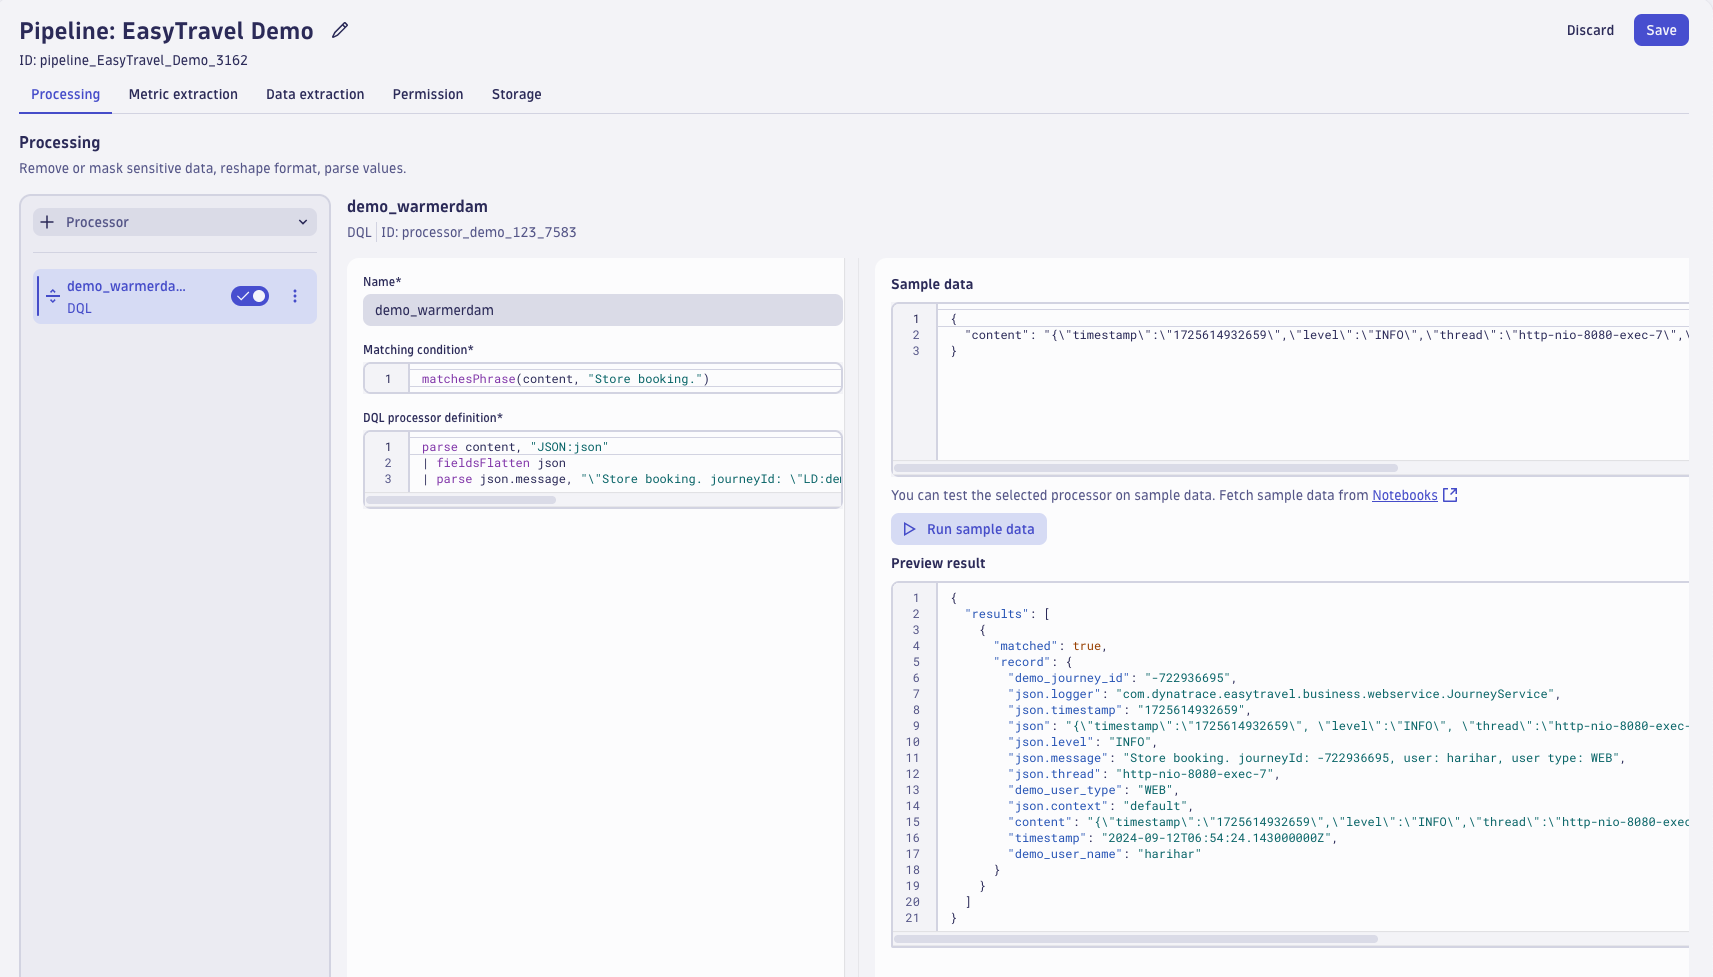 Pipeline: EasyTravel Demo
Discard
Save
ID: pipeline_EasyTravel_Demo_3162
Processing
Metric extraction
Data extraction
Permission
Storage
Processing
Remove or mask sensitive data, reshape format, parse values.
Processor
demo_warmerda...
DQL
demo_warmerdam
DQL | ID: processor_demo_123_7583
Name*
demo_warmerdam
Matching condition*
1 matchesPhrase(content, "Store booking.")
DQL processor definition*
1 parse content, "JSON:json"
2 | fieldsFlatten json
3 | parse json.message, "\"Store booking. journeyId: \"LD:de
Sample data
1 {
2 "content": "{\"timestamp\":\"1725614932659\",\"level\":\"INFO\",\"thread\":\"http-nio-8080-exec-7\",\
3 }
You can test the selected processor on sample data. Fetch sample data from Notebooks
Run sample data
Preview result
1 {
2 "results": [
3 {
4 "matched": true,
5 "record": {
6 "demo_journey_id": "-722936695",
7 "json.logger": "com.dynatrace.easytravel.business.webservice.JourneyService",
8 "json.timestamp": "1725614932659",
9 "json": "{\"timestamp\":\"1725614932659\", \"level\":\"INFO\", \"thread\":\"http-nio-8080-exec-
10 "json.level": "INFO",
11 "json.message": "Store booking. journeyId: -722936695, user: harihar, user type: WEB",
12 "json.thread": "http-nio-8080-exec-7",
13 "demo_user_type": "WEB",
14 "json.context": "default",
15 "content": "{\"timestamp\":\"1725614932659\",\"level\":\"INFO\",\"thread\":\"http-nio-8080-exec
16 "timestamp": "2024-09-12T06:54:24.143000000Z",
17 "demo_user_name": "harihar"
18 }
19 }
20 ]
21 }